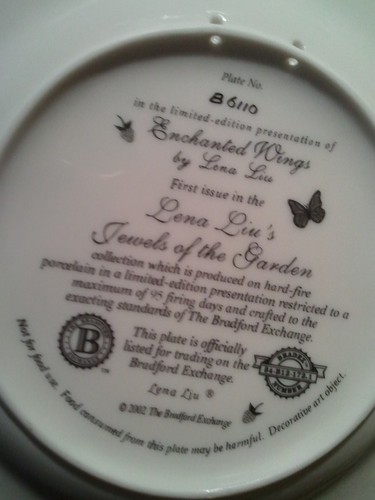 Plate No.
B6110
in the limited-edition presentation of
Enchanted Wings
by Lena Liu
First issue in the
Lena Liu's
Jewels of the Garden
collection which is produced on hard-fire
porcelain in a limited-edition presentation restricted to a
maximum of 95 firing days and crafted to the
exacting standards of The Bradford Exchange.
This plate is officially
listed for trading on the
Bradford Exchange.
B
BRADEX
NUMBER
Lena Liu ®
© 2002 The Bradford Exchange
Not for food use. Food consumed from this plate may be harmful. Decorative art object.